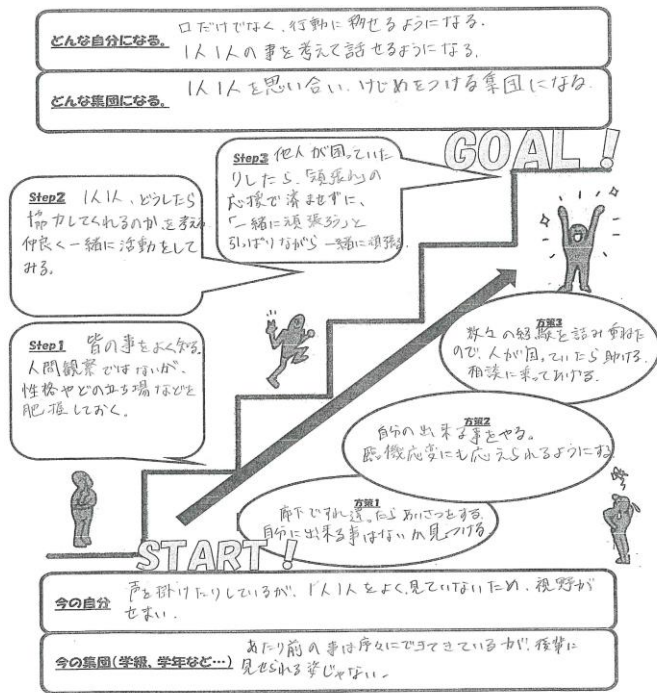 どんな自分になる。
口だけでなく、行動に移せるようになる.
1人1人の事を考えて話せるようになる.
どんな集団になる。
1人1人を思い合い、けじめをつける集団になる.
GOAL!
Step3 他人が困っていた
りしたら、「頑張れ」の
応援で済ませずに、
「一緒に頑張ろう」と
引っぱりながら一緒に頑張る.
Step2 1人1人、どうしたら
協力してくれるのか、を考え
仲良く一緒に活動をして
みる.
Step1 皆の事をよく知る.
人間観察ではないが、
性格やどの立ち場などを
肥握しておく.
方策3
数々の経験を詰み重ねた
ので、人が困っていたら助ける.
相談に乗ってあげる.
方策2
自分の出来る事をやる。
臨機応変にも応えられるようにする
方策1
廊下ですれ違ったらあいさつをする.
自分に出来る事はないか見つける
START!
今の自分
声を掛けたりしているが、1人1人をよく見ていないため、視野が
せまい.
今の集団(学級、学年など…)
あたり前の事は序々にできてきているが、後輩に
見せられる姿じゃない.